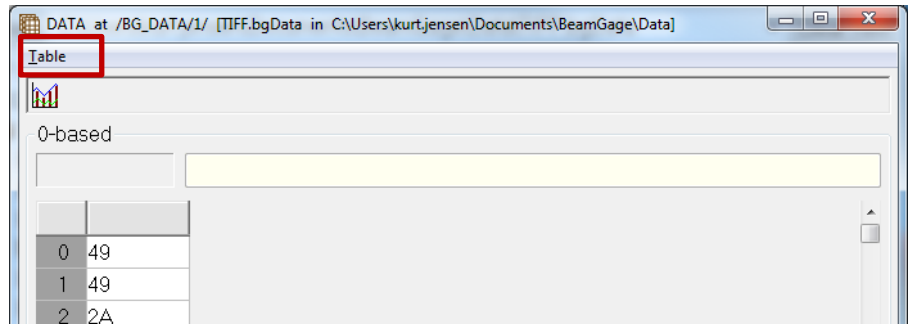 DATA at /BG_DATA/1/ [TIFF.bgData in C:\Users\kurt.jensen\Documents\BeamGage\Data]
Table
0-based
0 49
1 49
2 2A